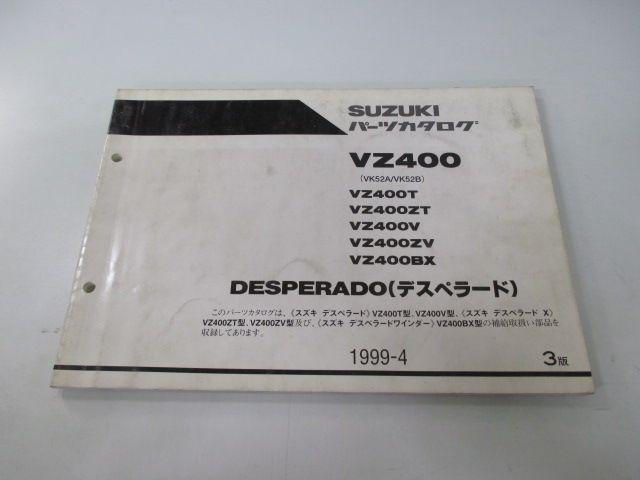 SUZUKI
パーツカタログ
VZ400
(VK52A/VK52B)
VZ400T
VZ400ZT
VZ400V
VZ400ZV
VZ400BX
DESPERADO(デスペラード)
このパーツカタログは、〈スズキ デスペラード〉VZ400T型、VZ400V型、〈スズキ デスペラード X〉
VZ400ZT型、VZ400ZV型及び、〈スズキ デスペラードワインダー〉VZ400BX型の補給取扱い部品を
収録してあります。
1999-4
3版